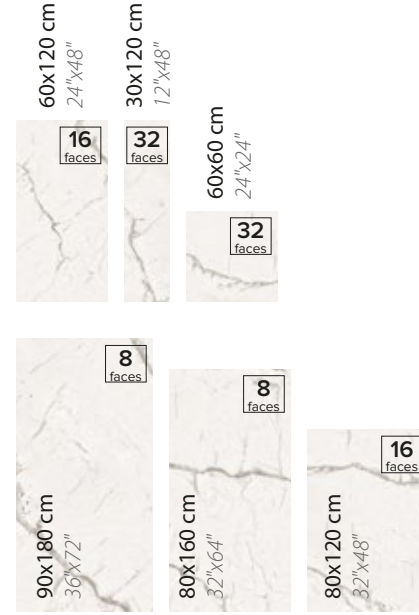 60x120 cm
24"x48"
30x120 cm
12"x48"
60x60 cm
24"x24"
16
faces
32
faces
32
faces
8
faces
8
faces
16
faces
90x180 cm
36"x72"
80x160 cm
32"x64"
80x120 cm
32"x48"